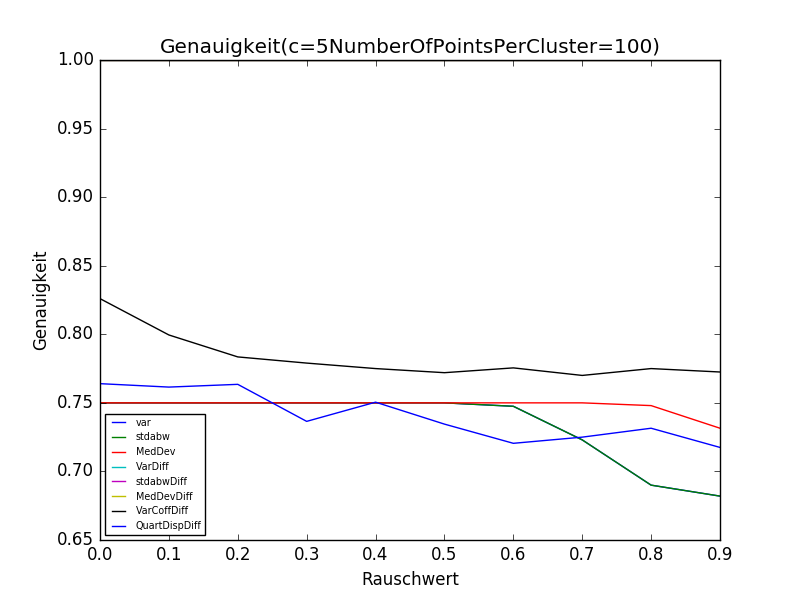 Genauigkeit(c=5NumberOfPointsPerCluster=100)
1.00
0.95
0.90
0.85
0.80
0.75
0.70
0.65
Genauigkeit
var
stdabw
MedDev
VarDiff
stdabwDiff
MedDevDiff
VarCoffDiff
QuartDispDiff
0.0 0.1 0.2 0.3 0.4 0.5 0.6 0.7 0.8 0.9
Rauschwert